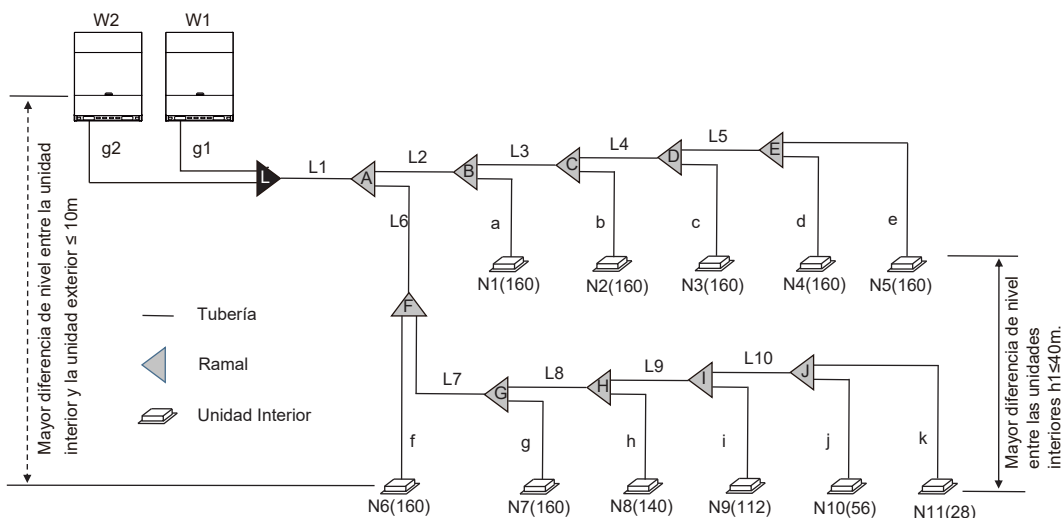 W2 W1
g2 g1
L
L1
A
L2
B
L3
C
L4
D
L5
E
L6
a
b
c
d
e
N1(160) N2(160) N3(160) N4(160) N5(160)
Mayor diferencia de nivel entre la unidad
interior y la unidad exterior ≤ 10m
Tubería
Ramal
Unidad Interior
F
L7
G
L8
H
L9
I
L10
J
f
g
h
i
j
k
N6(160) N7(160) N8(140) N9(112) N10(56) N11(28)
Mayor diferencia de nivel
entre las unidades
interiores h1≤40m.